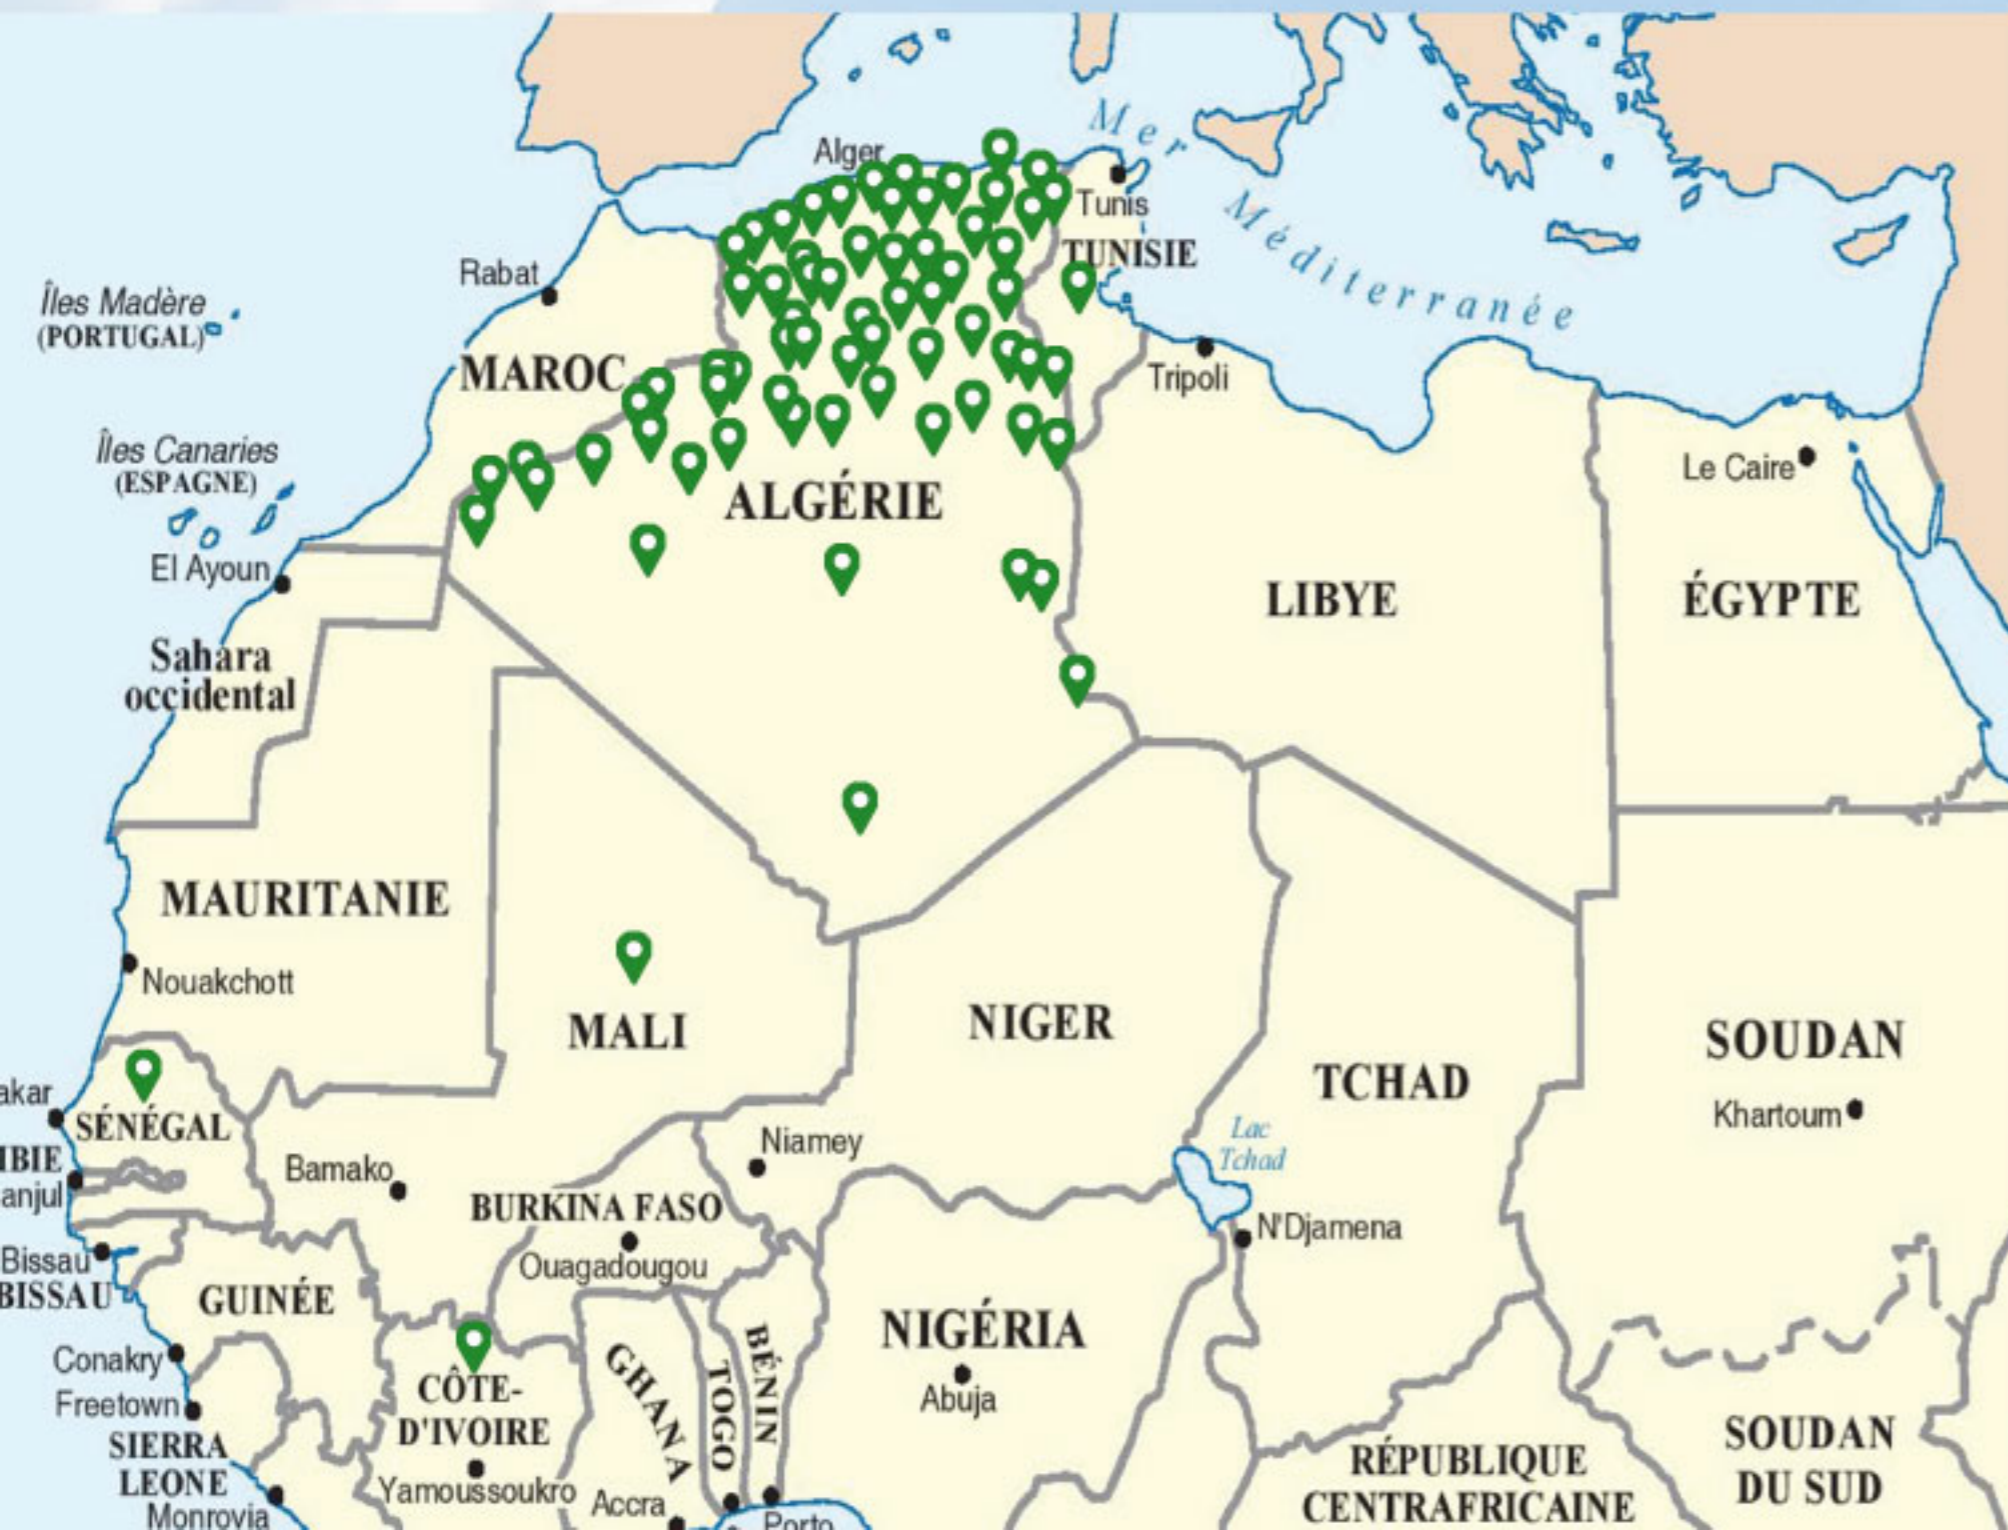 Alger
Mer
Méditerranée
Tunis
TUNISIE
Rabat
Îles Madère
(PORTUGAL)
MAROC
Tripoli
Îles Canaries
(ESPAGNE)
Le Caire
ALGÉRIE
El Ayoun
LIBYE
ÉGYPTE
Sahara
occidental
MAURITANIE
Nouakchott
MALI
NIGER
SOUDAN
TCHAD
akar
SÉNÉGAL
Khartoum
Lac
Tchad
Niamey
IBIE
anjul
Bamako
BURKINA FASO
Ouagadougou
N'Djamena
Bissau
BISSAU
GUINÉE
NIGÉRIA
Abuja
BÉNIN
TOGO
GHANA
Conakry
CÔTE-
D'IVOIRE
Freetown
SIERRA
LEONE
Yamoussoukro
Accra
Monrovia
Porto
RÉPUBLIQUE
CENTRAFRICAINE
SOUDAN
DU SUD